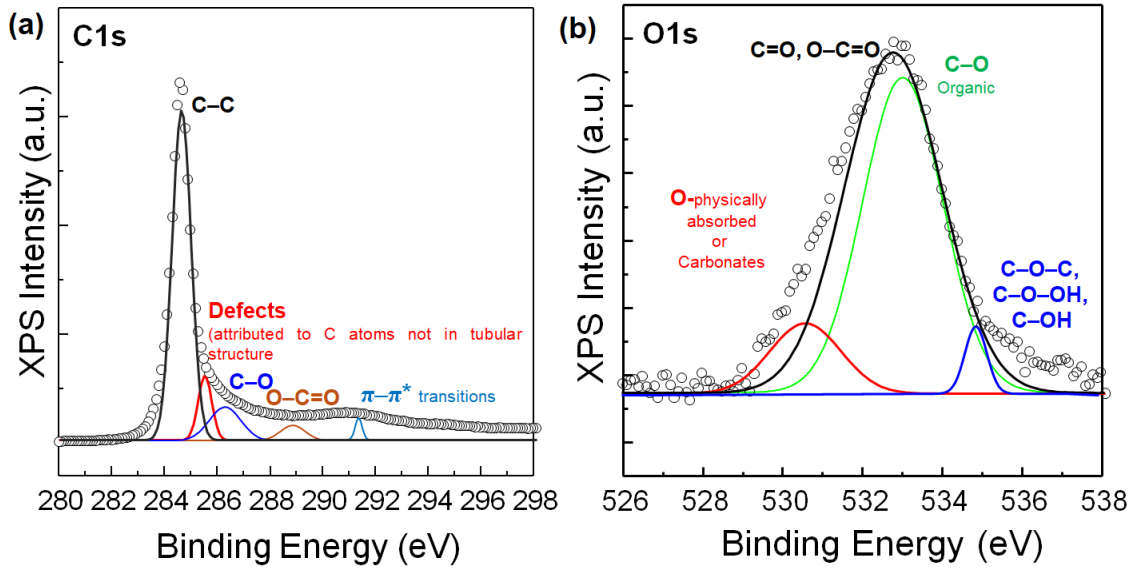 (a)
C1s
C–C
Defects
(attributed to C atoms not in tubular
structure
C–O
O–C=O
π–π* transitions
XPS Intensity (a.u.)
280 282 284 286 288 290 292 294 296 298
Binding Energy (eV)
(b)
O1s
C=O, O–C=O
C–O
Organic
O-physically
absorbed
or
Carbonates
C–O–C,
C–O–OH,
C–OH
XPS Intensity (a.u.)
526 528 530 532 534 536 538
Binding Energy (eV)